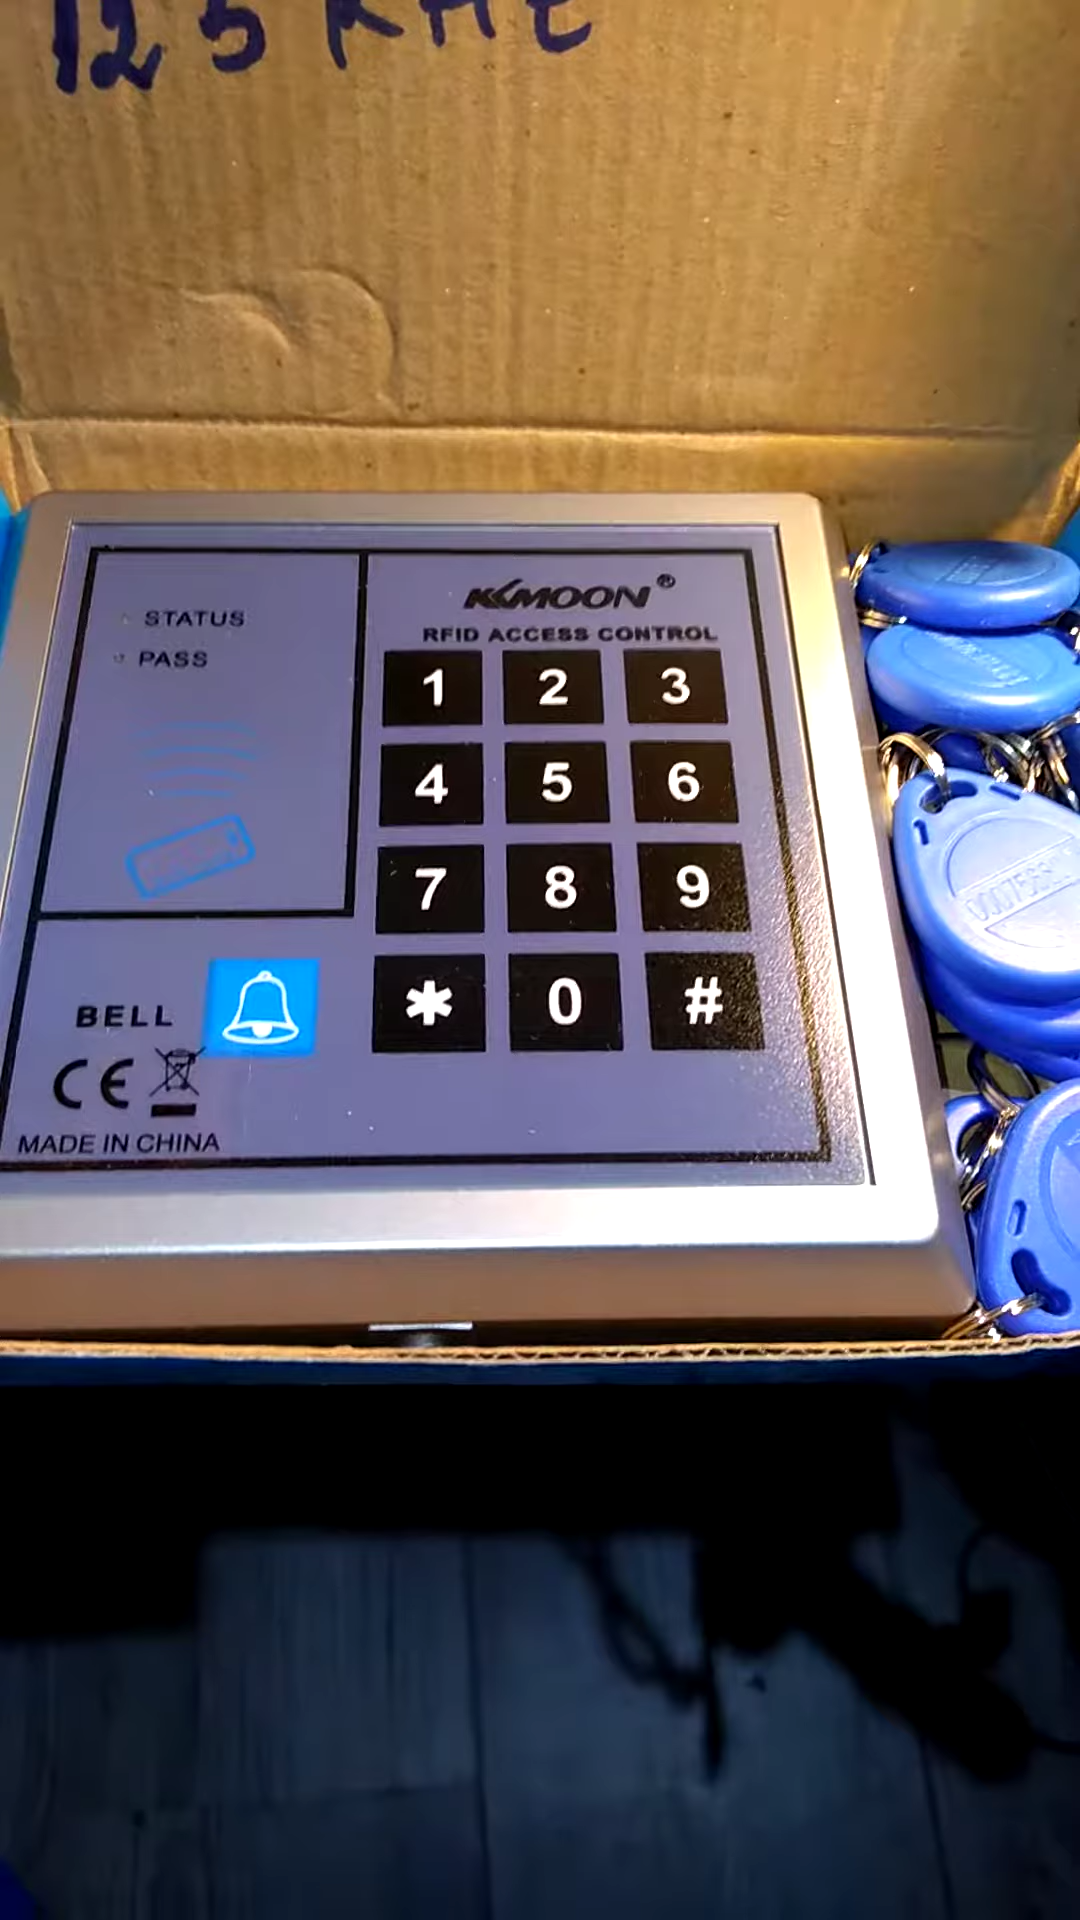 125 KHZ
STATUS
PASS
KKMOON®
RFID ACCESS CONTROL
1 2 3
4 5 6
7 8 9
* 0 #
BELL
CE
MADE IN CHINA